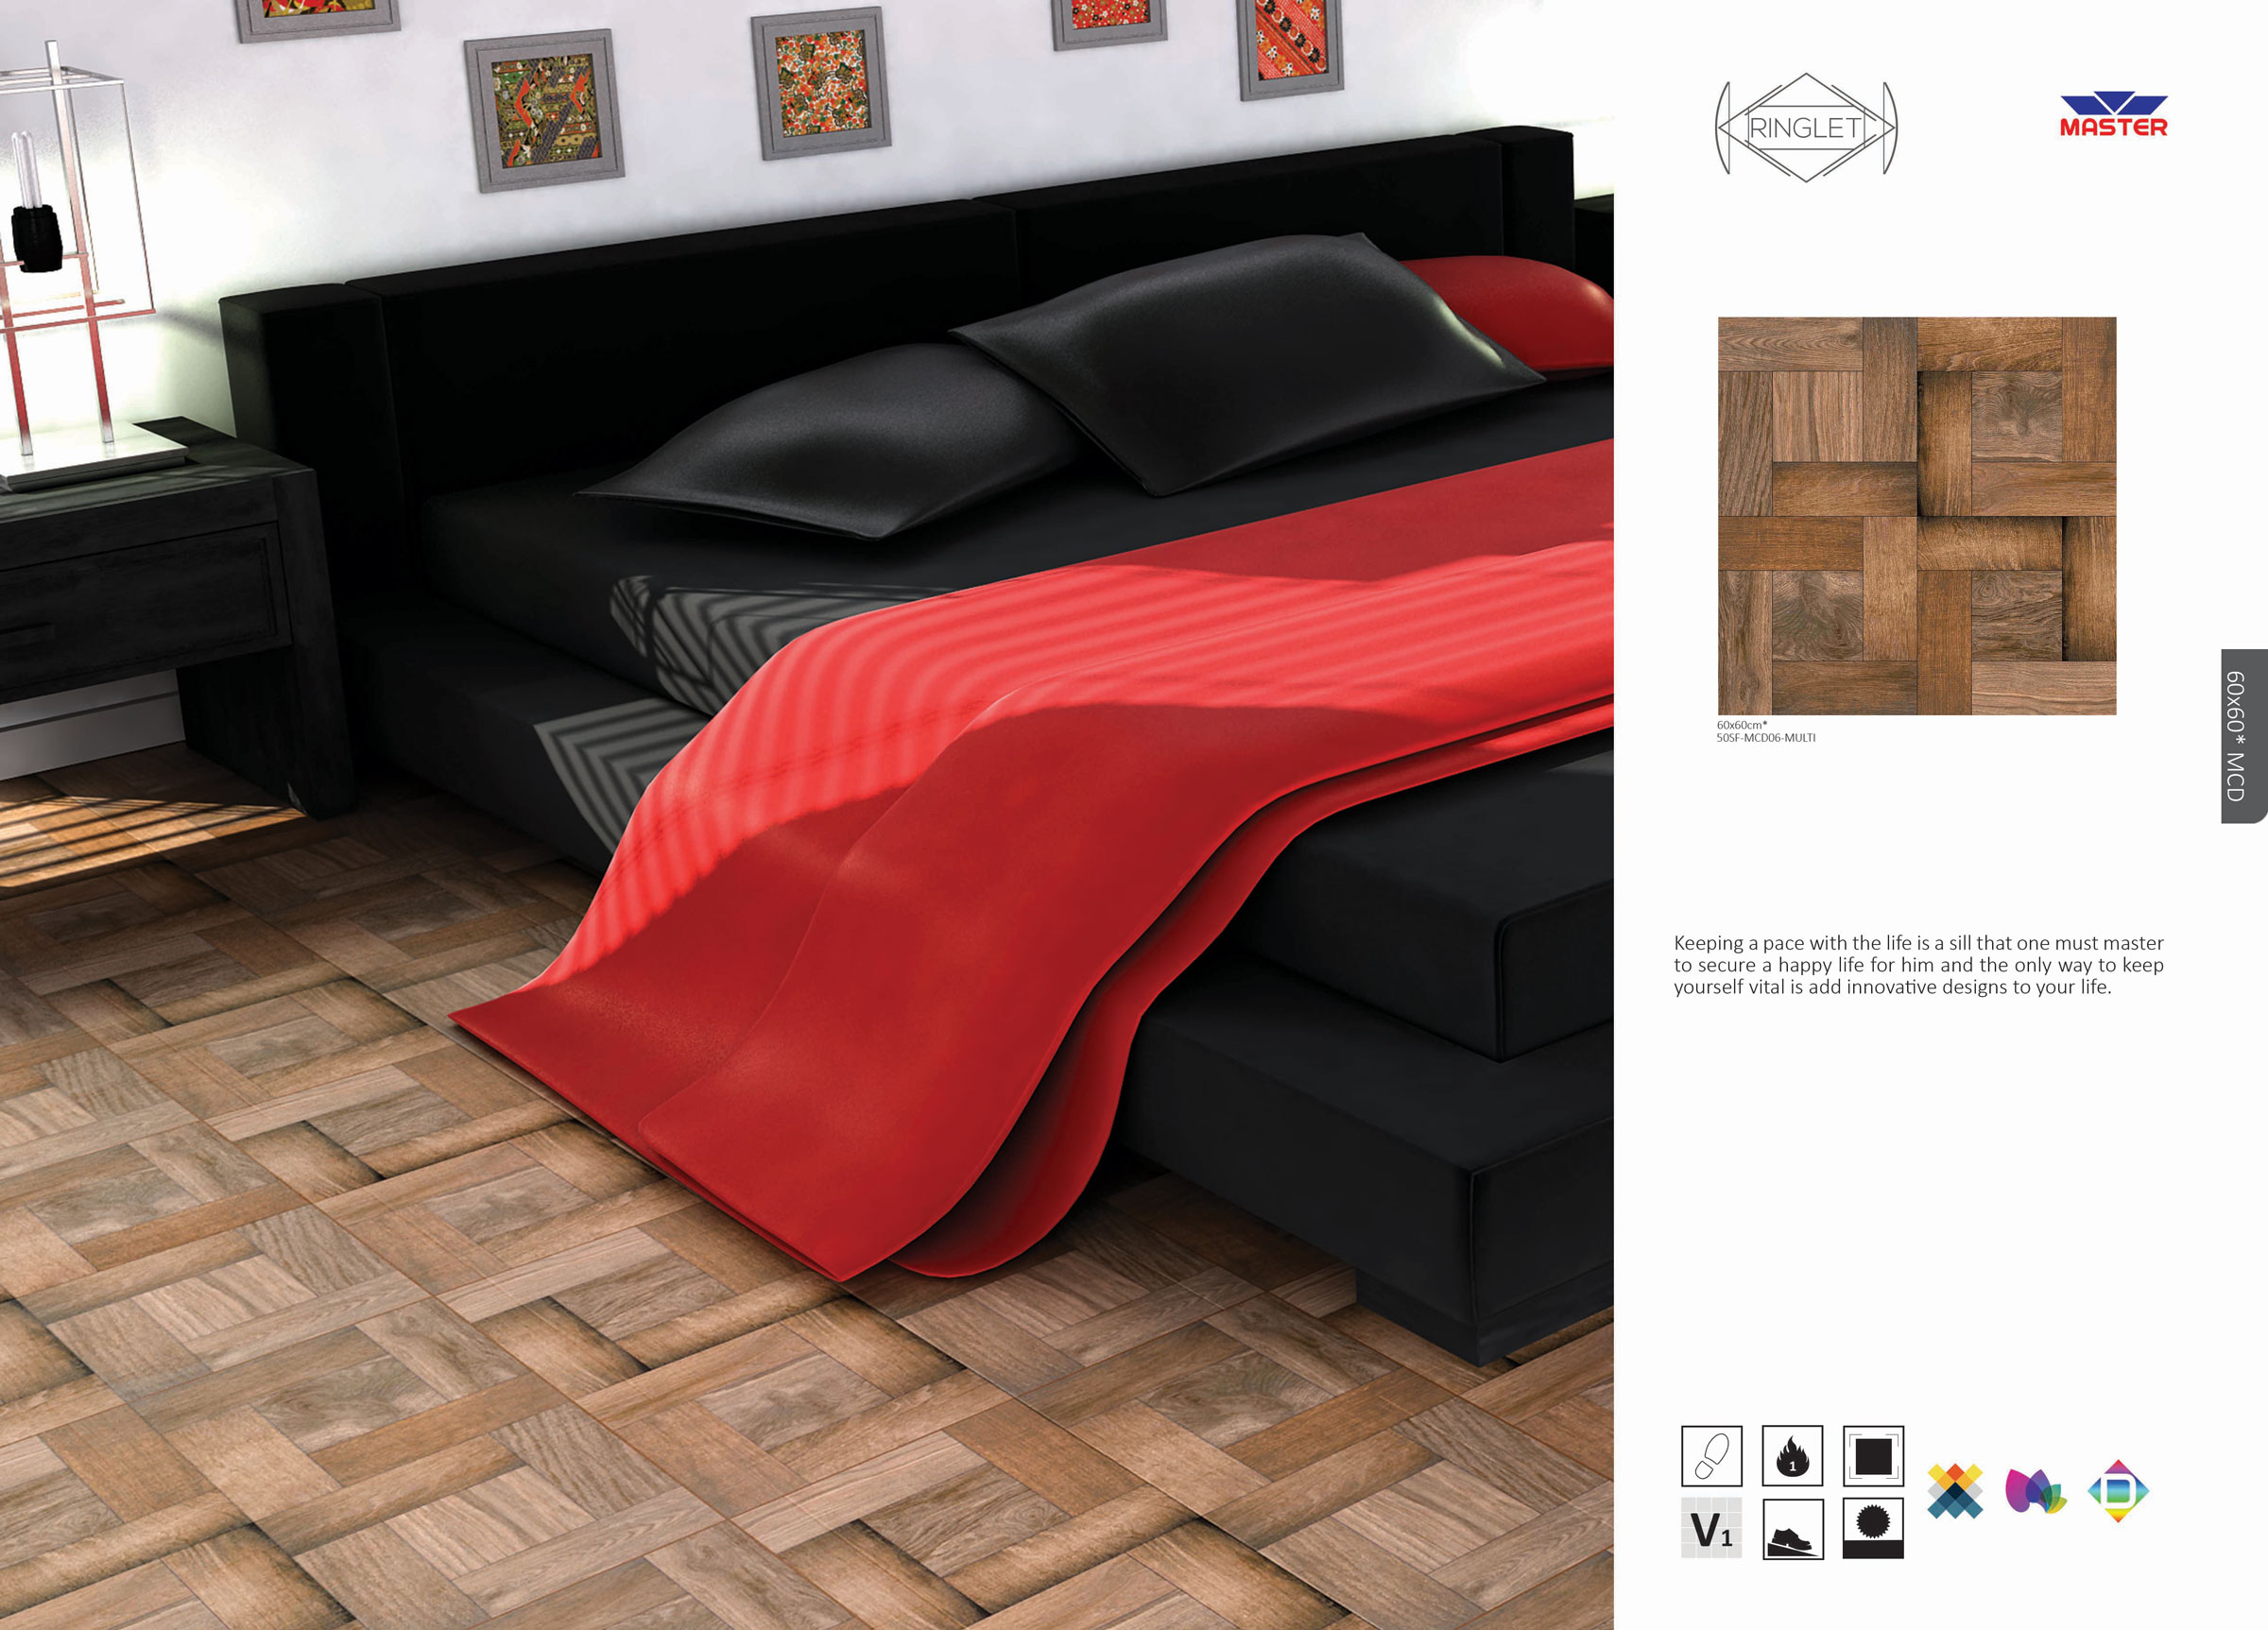 RINGLET
MASTER
60x60cm*
50SF-MCD06-MULTI
60x60* MCD
Keeping a pace with the life is a sill that one must master
to secure a happy life for him and the only way to keep
yourself vital is add innovative designs to your life.
1
V1
D